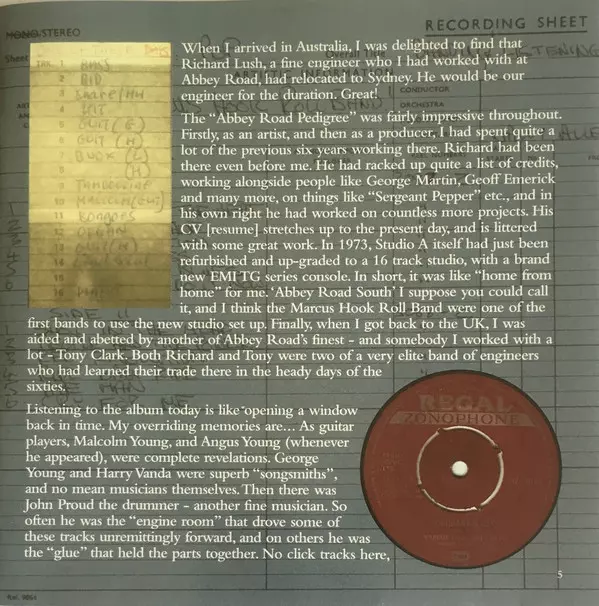 MONO/STEREO
RECORDING SHEET
When I arrived in Australia, I was delighted to find that
Richard Lush, a fine engineer who I had worked with at
Abbey Road, had relocated to Sydney. He would be our
engineer for the duration. Great!
The “Abbey Road Pedigree” was fairly impressive throughout.
Firstly, as an artist, and then as a producer, I had spent quite a
lot of the previous six years working there. Richard had been
there even before me. He had racked up quite a list of credits,
working alongside people like George Martin, Geoff Emerick
and many more, on things like “Sergeant Pepper” etc., and in
his own right he had worked on countless more projects. His
CV [resume] stretches up to the present day, and is littered
with some great work. In 1973, Studio A itself had just been
refurbished and up-graded to a 16 track studio, with a brand
new EMI TG series console. In short, it was like “home from
home” for me. ‘Abbey Road South’ I suppose you could call
it, and I think the Marcus Hook Roll Band were one of the
first bands to use the new studio set up. Finally, when I got back to the UK, I was
aided and abetted by another of Abbey Road’s finest - and somebody I worked with a
lot - Tony Clark. Both Richard and Tony were two of a very elite band of engineers
who had learned their trade there in the heady days of the
sixties.
Listening to the album today is like opening a window
back in time. My overriding memories are… As guitar
players, Malcolm Young, and Angus Young (whenever
he appeared), were complete revelations. George
Young and Harry Vanda were superb “songsmiths”,
and no mean musicians themselves. Then there was
John Proud the drummer - another fine musician. So
often he was the “engine room” that drove some of
these tracks unremittingly forward, and on others he was
the “glue” that held the parts together. No click tracks here,
REGAL
ZONOPHONE
5